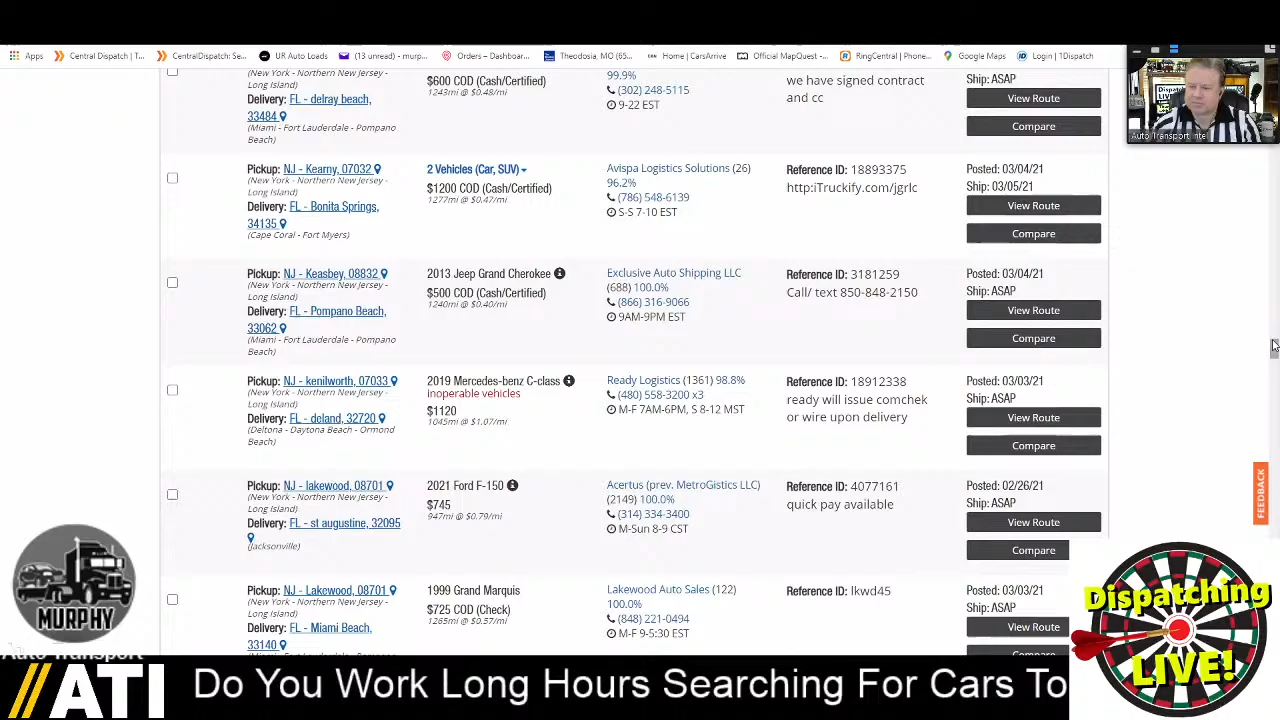 Apps
Central Dispatch | T...
CentralDispatch: Se...
UR Auto Loads
(13 unread) - murp...
Orders – Dashboar...
Theodosia, MO (65...
Home | CarsArrive
Official MapQuest - ...
RingCentral | Phone...
Google Maps
Login | 1Dispatch
Auto Transport Intel
(New York - Northern New Jersey -
Long Island)
Delivery: FL - delray beach,
33484
(Miami - Fort Lauderdale - Pompano
Beach)
$600 COD (Cash/Certified)
1243mi @ $0.48/mi
99.9%
(302) 248-5115
9-22 EST
we have signed contract
and cc
Ship: ASAP
View Route
Compare
Pickup: NJ - Kearny, 07032
(New York - Northern New Jersey -
Long Island)
Delivery: FL - Bonita Springs,
34135
(Cape Coral - Fort Myers)
2 Vehicles (Car, SUV)
$1200 COD (Cash/Certified)
1277mi @ $0.47/mi
Avispa Logistics Solutions (26)
96.2%
(786) 548-6139
S-S 7-10 EST
Reference ID: 18893375
http:iTruckify.com/jgrlc
Posted: 03/04/21
Ship: 03/05/21
View Route
Compare
Pickup: NJ - Keasbey, 08832
(New York - Northern New Jersey -
Long Island)
Delivery: FL - Pompano Beach,
33062
(Miami - Fort Lauderdale - Pompano
Beach)
2013 Jeep Grand Cherokee
$500 COD (Cash/Certified)
1240mi @ $0.40/mi
Exclusive Auto Shipping LLC
(688) 100.0%
(866) 316-9066
9AM-9PM EST
Reference ID: 3181259
Call/ text 850-848-2150
Posted: 03/04/21
Ship: ASAP
View Route
Compare
Pickup: NJ - kenilworth, 07033
(New York - Northern New Jersey -
Long Island)
Delivery: FL - deland, 32720
(Deltona - Daytona Beach - Ormond
Beach)
2019 Mercedes-benz C-class
inoperable vehicles
$1120
1045mi @ $1.07/mi
Ready Logistics (1361) 98.8%
(480) 558-3200 x3
M-F 7AM-6PM, S 8-12 MST
Reference ID: 18912338
ready will issue comchek
or wire upon delivery
Posted: 03/03/21
Ship: ASAP
View Route
Compare
Pickup: NJ - lakewood, 08701
(New York - Northern New Jersey -
Long Island)
Delivery: FL - st augustine, 32095
(Jacksonville)
2021 Ford F-150
$745
947mi @ $0.79/mi
Acertus (prev. MetroGistics LLC)
(2149) 100.0%
(314) 334-3400
M-Sun 8-9 CST
Reference ID: 4077161
quick pay available
Posted: 02/26/21
Ship: ASAP
View Route
Compare
Pickup: NJ - Lakewood, 08701
(New York - Northern New Jersey -
Long Island)
Delivery: FL - Miami Beach,
33140
1999 Grand Marquis
$725 COD (Check)
1265mi @ $0.57/mi
Lakewood Auto Sales (122)
100.0%
(848) 221-0494
M-F 9-5:30 EST
Reference ID: lkwd45
Posted: 03/03/21
Ship: ASAP
View Route
FEEDBACK
MURPHY
Auto Transport
Dispatching
LIVE!
//ATI
Do You Work Long Hours Searching For Cars To